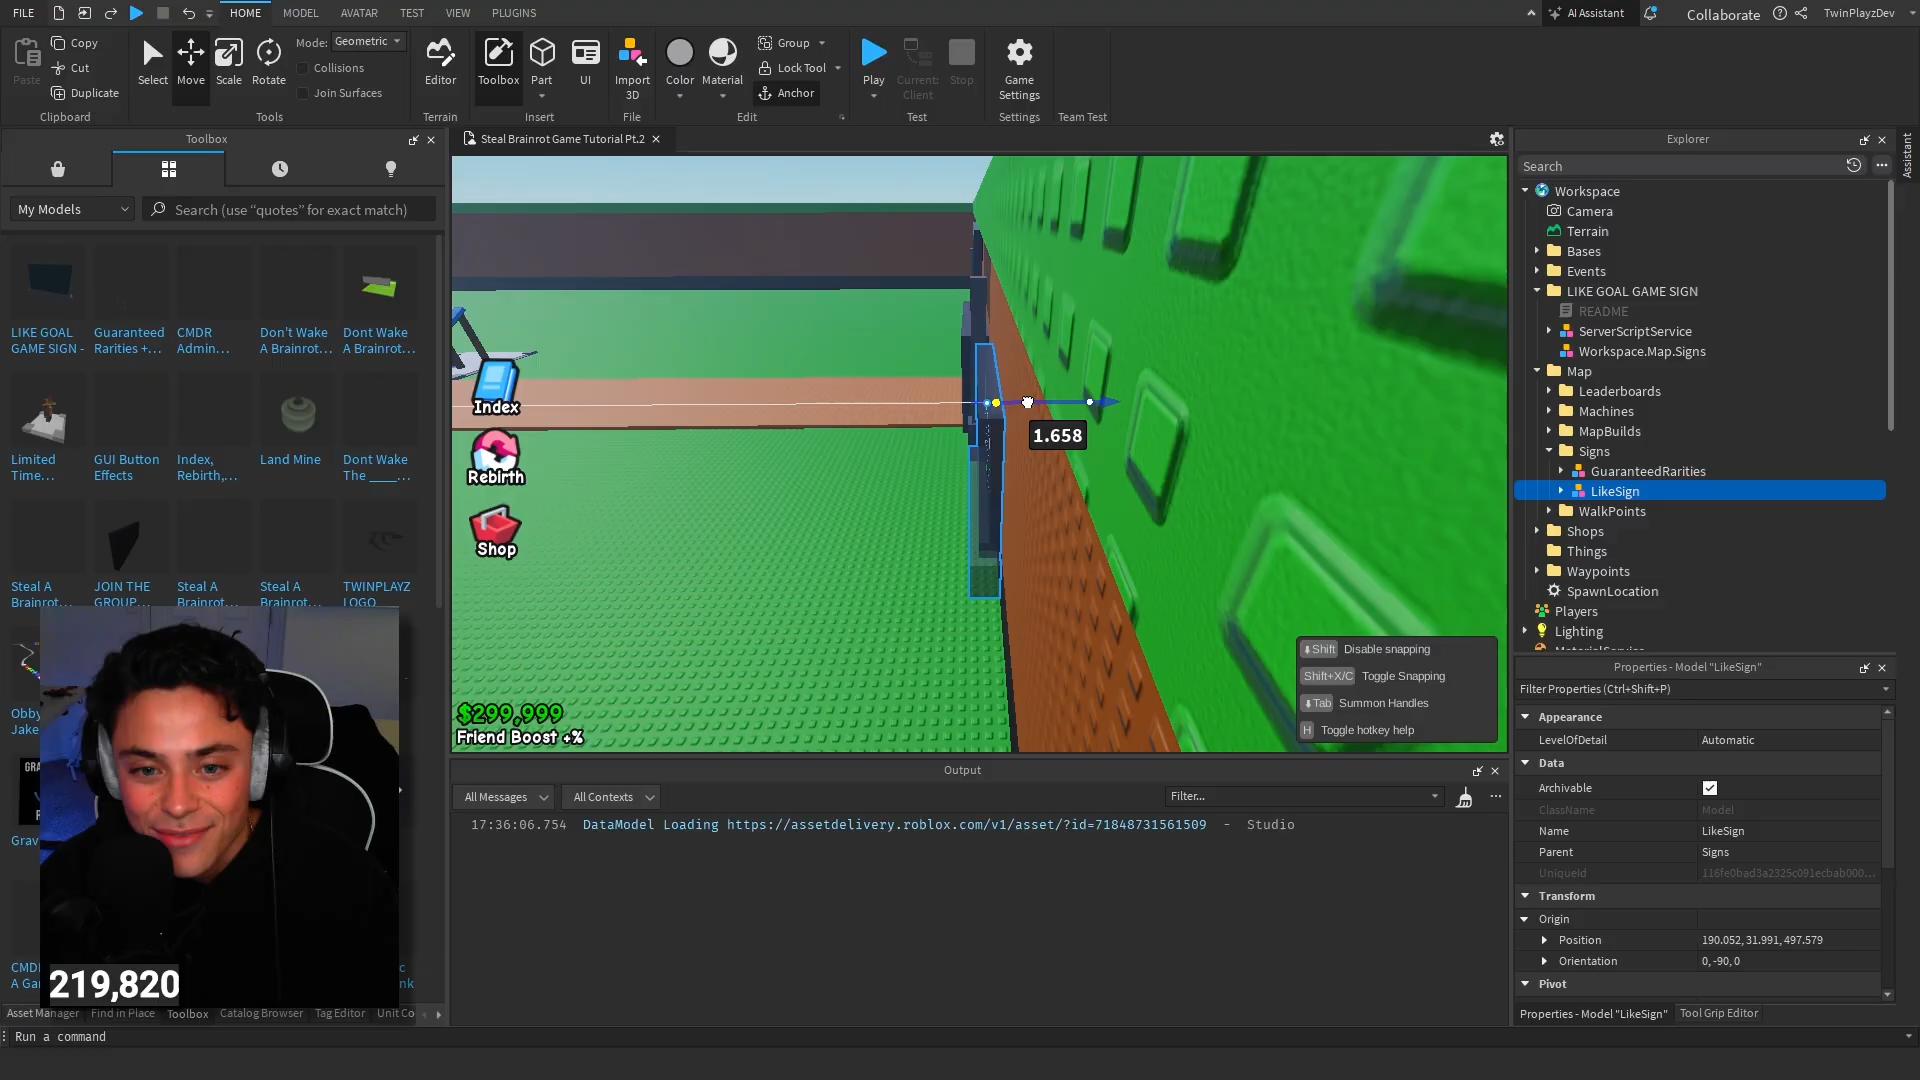 FILE HOME MODEL AVATAR TEST VIEW PLUGINS AI Assistant Collaborate TwinPlayzDev
Paste Copy Cut Duplicate Clipboard
Select Move Scale Rotate Mode: Geometric Collisions Join Surfaces Tools
Editor Terrain
Toolbox Part UI Insert
Import 3D File
Color Material Group Lock Tool Anchor Edit
Play Current: Client Stop Test
Game Settings Settings
Team Test
Toolbox
My Models
Search (use “quotes” for exact match)
LIKE GOAL GAME SIGN -
Guaranteed Rarities +...
CMDR Admin...
Don't Wake A Brainrot...
Dont Wake A Brainrot...
Limited Time...
GUI Button Effects
Index, Rebirth,...
Land Mine
Dont Wake The ____...
Steal A Brainrot...
JOIN THE GROUP...
Steal A Brainrot...
Steal A Brainrot...
TWINPLAYZ LOGO
Obby
Jake
GRA
Grav
CMD
A Ga
219,820
Asset Manager Find in Place Toolbox Catalog Browser Tag Editor Unit Co
Run a command
Steal Brainrot Game Tutorial Pt.2
Index
Rebirth
Shop
1.658
$299,999
Friend Boost +%
Shift Disable snapping
Shift+X/C Toggle Snapping
Tab Summon Handles
H Toggle hotkey help
Output
All Messages All Contexts Filter...
17:36:06.754 DataModel Loading https://assetdelivery.roblox.com/v1/asset/?id=71848731561509 - Studio
Explorer
Assistant
Search
Workspace
Camera
Terrain
Bases
Events
LIKE GOAL GAME SIGN
README
ServerScriptService
Workspace.Map.Signs
Map
Leaderboards
Machines
MapBuilds
Signs
GuaranteedRarities
LikeSign
WalkPoints
Shops
Things
Waypoints
SpawnLocation
Players
Lighting
Properties - Model "LikeSign"
Filter Properties (Ctrl+Shift+P)
Appearance
LevelOfDetail Automatic
Data
Archivable
ClassName Model
Name LikeSign
Parent Signs
UniqueId 116fe0bad3a2325c091ecbab000...
Transform
Origin
Position 190.052, 31.991, 497.579
Orientation 0, -90, 0
Pivot
Properties - Model "LikeSign" Tool Grip Editor